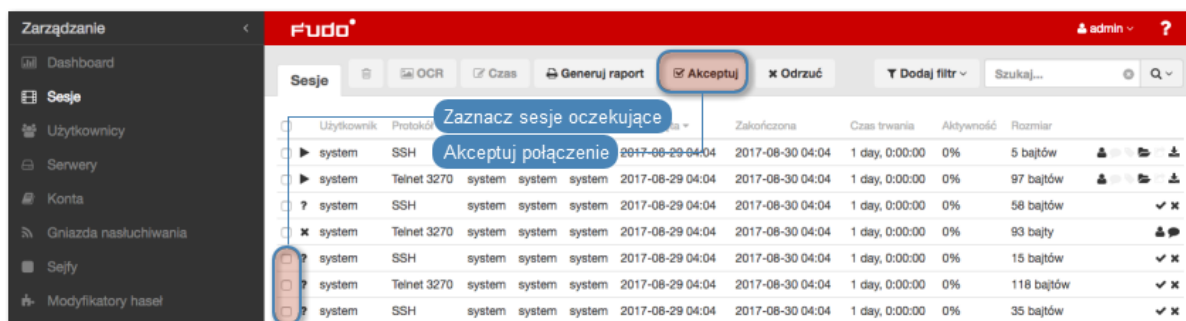 Zarządzanie Fudo admin
Dashboard Sesje OCR Czas Generuj raport Akceptuj Odrzuć Dodaj filtr Szukaj...
Sesje
Użytkownicy Zaznacz sesje oczekujące
Użytkownik Protokół Zakończona Czas trwania Aktywność Rozmiar
Akceptuj połączenie
system SSH 2017-08-29 04:04 2017-08-30 04:04 1 day, 0:00:00 0% 5 bajtów
Serwery
system Telnet 3270 system system system 2017-08-29 04:04 2017-08-30 04:04 1 day, 0:00:00 0% 97 bajtów
Konta
? system SSH system system system 2017-08-29 04:04 2017-08-30 04:04 1 day, 0:00:00 0% 58 bajtów
Gniazda nasłuchiwania
system Telnet 3270 system system system 2017-08-29 04:04 2017-08-30 04:04 1 day, 0:00:00 0% 93 bajty
Sejfy
? system SSH system system system 2017-08-29 04:04 2017-08-30 04:04 1 day, 0:00:00 0% 15 bajtów
? system Telnet 3270 system system system 2017-08-29 04:04 2017-08-30 04:04 1 day, 0:00:00 0% 118 bajtów
Modyfikatory haseł
? system SSH system system system 2017-08-29 04:04 2017-08-30 04:04 1 day, 0:00:00 0% 35 bajtów